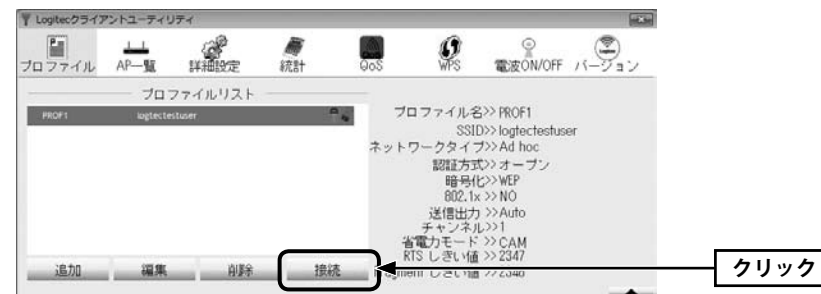 Logitecクライアントユーティリティ
プロファイル AP一覧 詳細設定 統計 QoS WPS 電波ON/OFF バージョン
プロファイルリスト
PROF1 logtectestuser
プロファイル名>> PROF1
SSID>> logtectestuser
ネットワークタイプ>> Ad hoc
認証方式>> オープン
暗号化>> WEP
802.1x >> NO
送信出力 >> Auto
チャンネル>> 1
省電力モード >> CAM
RTS しきい値 >> 2347
Fragment しきい値 >> 2346
追加 編集 削除 接続
クリック